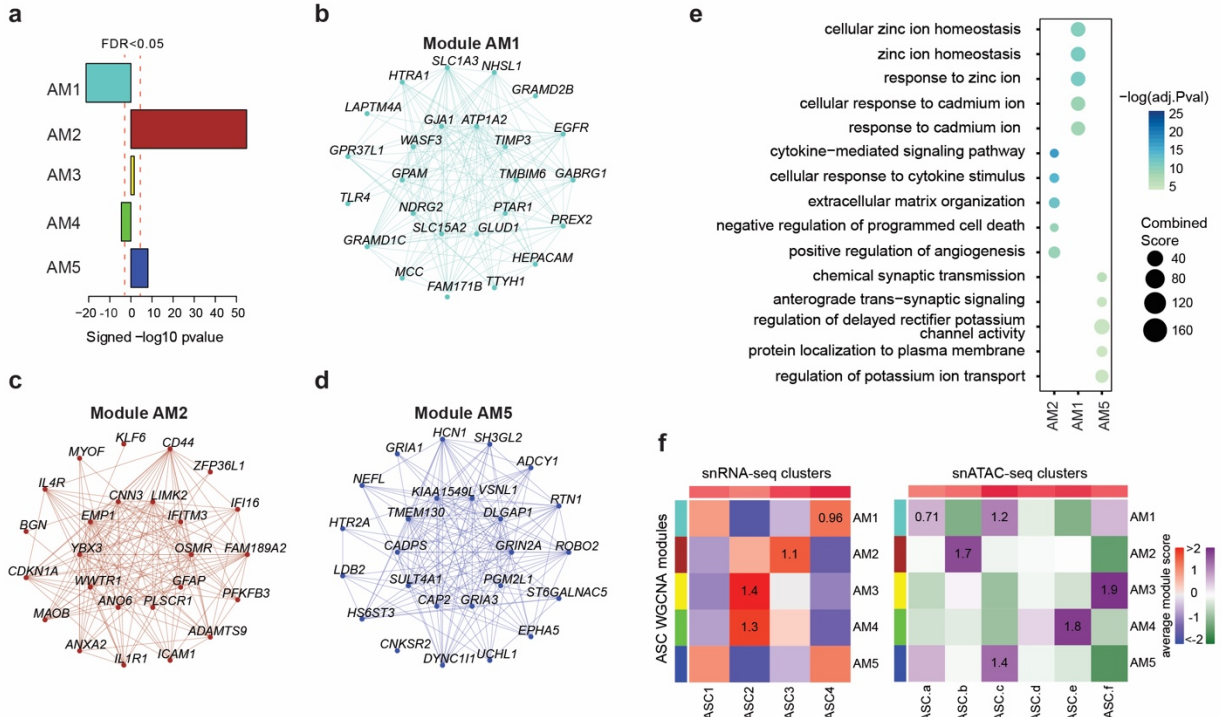 a
FDR<0.05
AM1
AM2
AM3
AM4
AM5
−20 −10 0 10 20 30 40 50
Signed −log10 pvalue
b
Module AM1
SLC1A3
NHSL1
HTRA1
GRAMD2B
LAPTM4A
GJA1
ATP1A2
EGFR
WASF3
TIMP3
GPR37L1
GPAM
TMBIM6
GABRG1
TLR4
NDRG2
PTAR1
PREX2
SLC15A2
GLUD1
GRAMD1C
HEPACAM
MCC
TTYH1
FAM171B
c
Module AM2
KLF6
CD44
MYOF
ZFP36L1
IL4R
CNN3
LIMK2
IFI16
EMP1
IFITM3
BGN
YBX3
OSMR
FAM189A2
CDKN1A
WWTR1
GFAP
PFKFB3
ANO6
PLSCR1
MAOB
ADAMTS9
ANXA2
ICAM1
IL1R1
d
Module AM5
HCN1
SH3GL2
GRIA1
ADCY1
NEFL
KIAA1549L
VSNL1
RTN1
TMEM130
DLGAP1
HTR2A
CADPS
GRIN2A
ROBO2
LDB2
SULT4A1
PGM2L1
ST6GALNAC5
CAP2
GRIA3
HS6ST3
EPHA5
CNKSR2
UCHL1
DYNC1I1
e
cellular zinc ion homeostasis
zinc ion homeostasis
response to zinc ion
cellular response to cadmium ion
response to cadmium ion
cytokine−mediated signaling pathway
cellular response to cytokine stimulus
extracellular matrix organization
negative regulation of programmed cell death
positive regulation of angiogenesis
chemical synaptic transmission
anterograde trans−synaptic signaling
regulation of delayed rectifier potassium
channel activity
protein localization to plasma membrane
regulation of potassium ion transport
AM2
AM1
AM5
−log(adj.Pval)
25
20
15
10
5
Combined
Score
40
80
120
160
f
snRNA-seq clusters
snATAC-seq clusters
ASC WGCNA modules
0.96
AM1
1.1
AM2
1.4
AM3
1.3
AM4
AM5
ASC1
ASC2
ASC3
ASC4
0.71
1.2
AM1
1.7
AM2
1.9
AM3
1.8
AM4
1.4
AM5
ASC.a
ASC.b
ASC.c
ASC.d
ASC.e
ASC.f
average module score
>2
1
0
-1
<-2